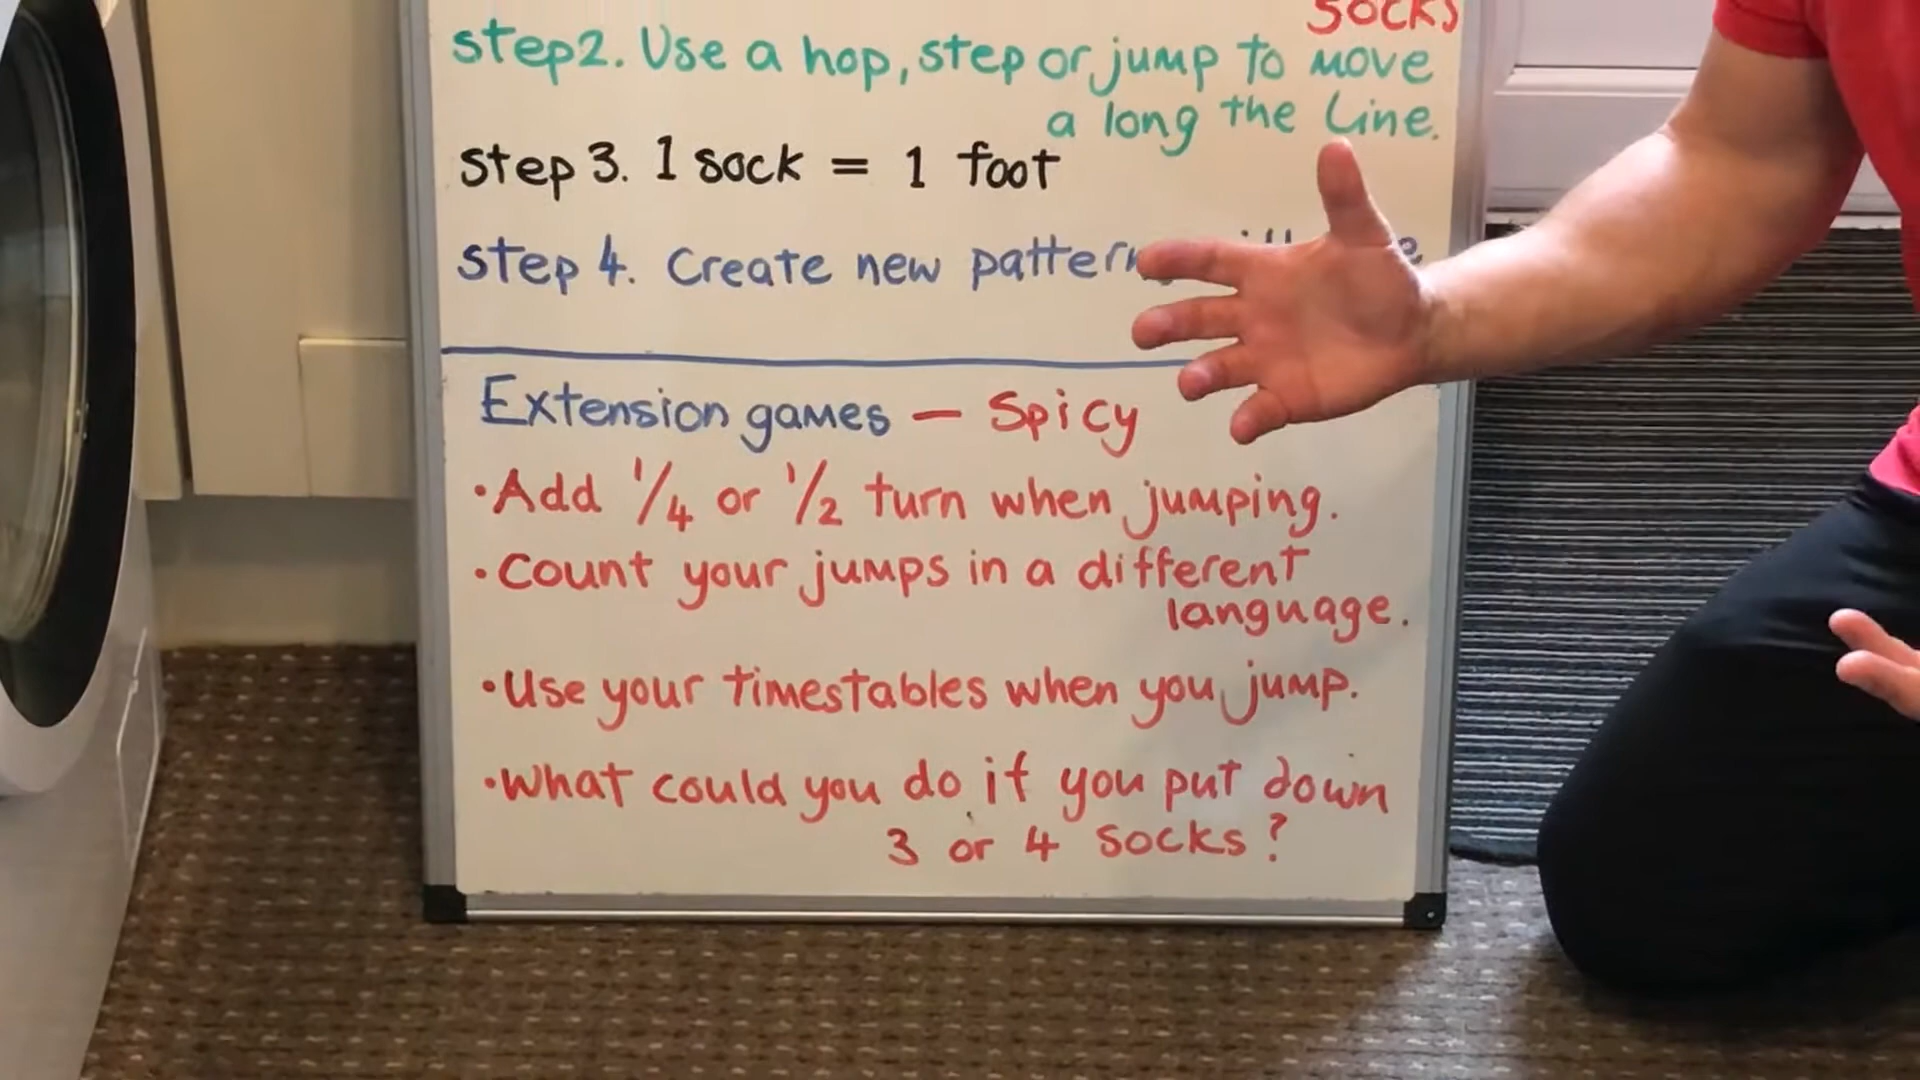 socks
step2. Use a hop, step or jump to move
a long the Line.
step 3. 1 sock = 1 foot
step 4. Create new pattern
Extension games - Spicy
• Add 1/4 or 1/2 turn when jumping.
• Count your jumps in a different
language.
• Use your timestables when you jump.
• What could you do if you put down
3 or 4 socks?